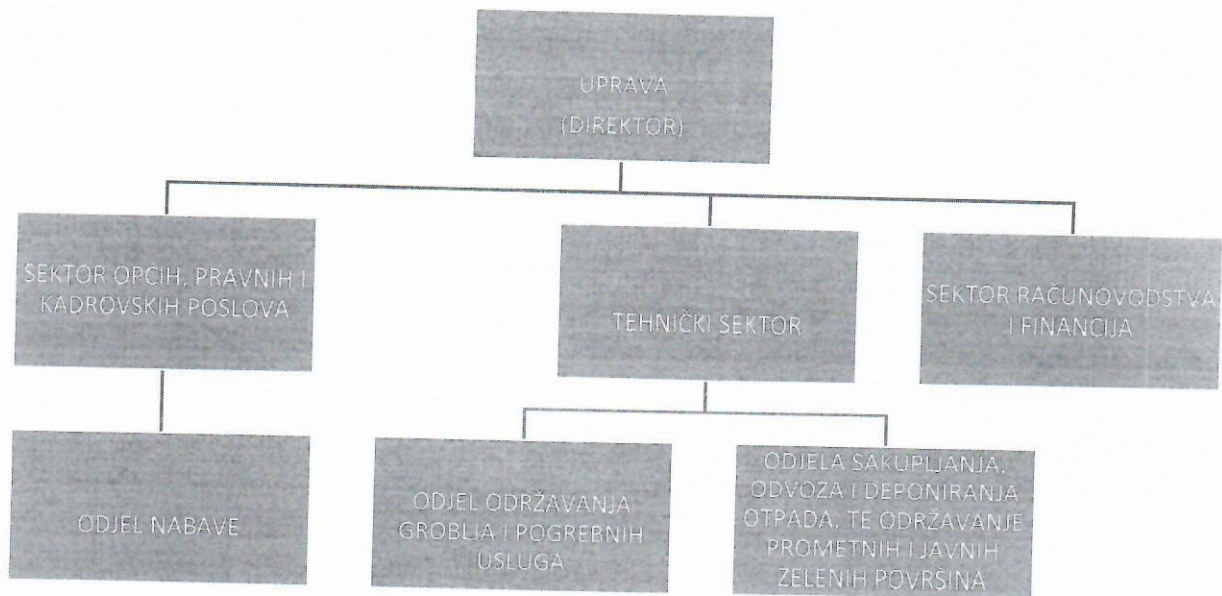 UPRAVA
(DIREKTOR)
SEKTOR OPĆIH, PRAVNIH I
KADROVSKIH POSLOVA
TEHNIČKI SEKTOR
SEKTOR RAČUNOVODSTVA
I FINANCIJA
ODJEL NABAVE
ODJEL ODRŽAVANJA
GROBLJA I POGREBNIH
USLUGA
ODJELA SAKUPLJANJA,
ODVOZA I DEPONIRANJA
OTPADA, TE ODRŽAVANJE
PROMETNIH I JAVNIH
ZELENIH POVRŠINA